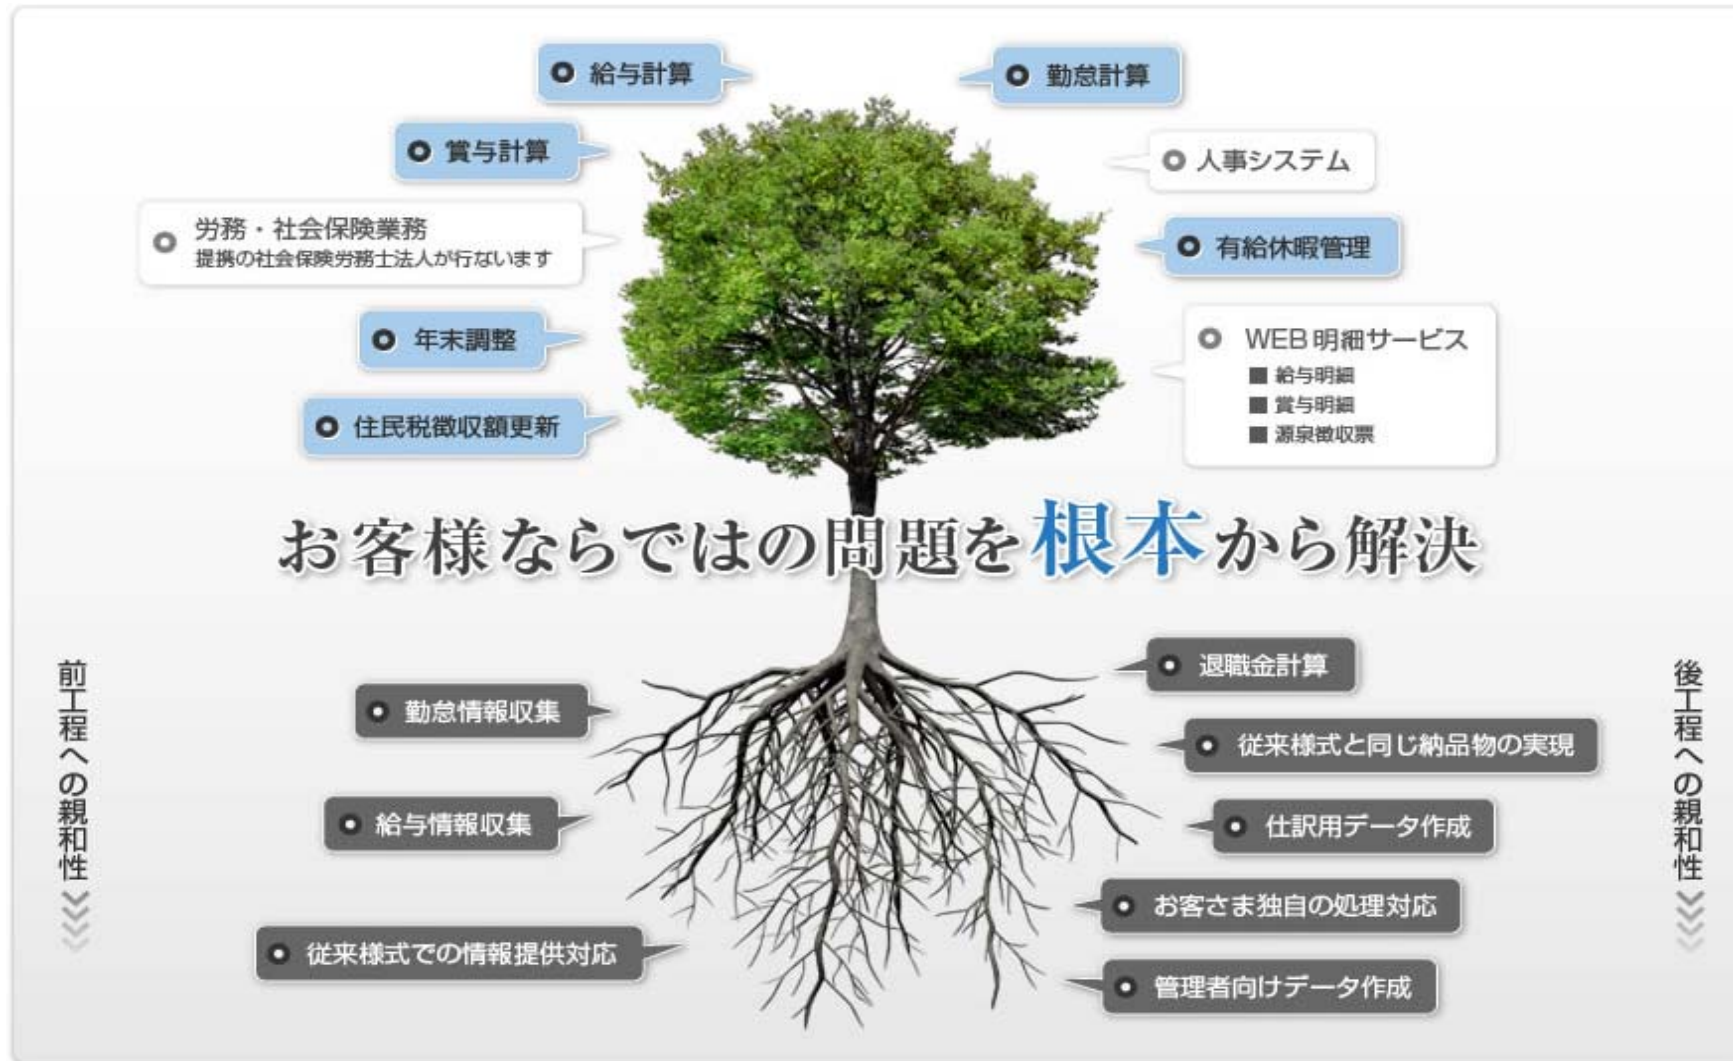 給与計算
勤怠計算
賞与計算
人事システム
労務・社会保険業務
提携の社会保険労務士法人が行ないます
有給休暇管理
年末調整
WEB明細サービス
■ 給与明細
■ 賞与明細
■ 源泉徴収票
住民税徴収額更新
お客様ならではの問題を根本から解決
前工程への親和性
後工程への親和性
退職金計算
勤怠情報収集
従来様式と同じ納品物の実現
給与情報収集
仕訳用データ作成
お客さま独自の処理対応
従来様式での情報提供対応
管理者向けデータ作成